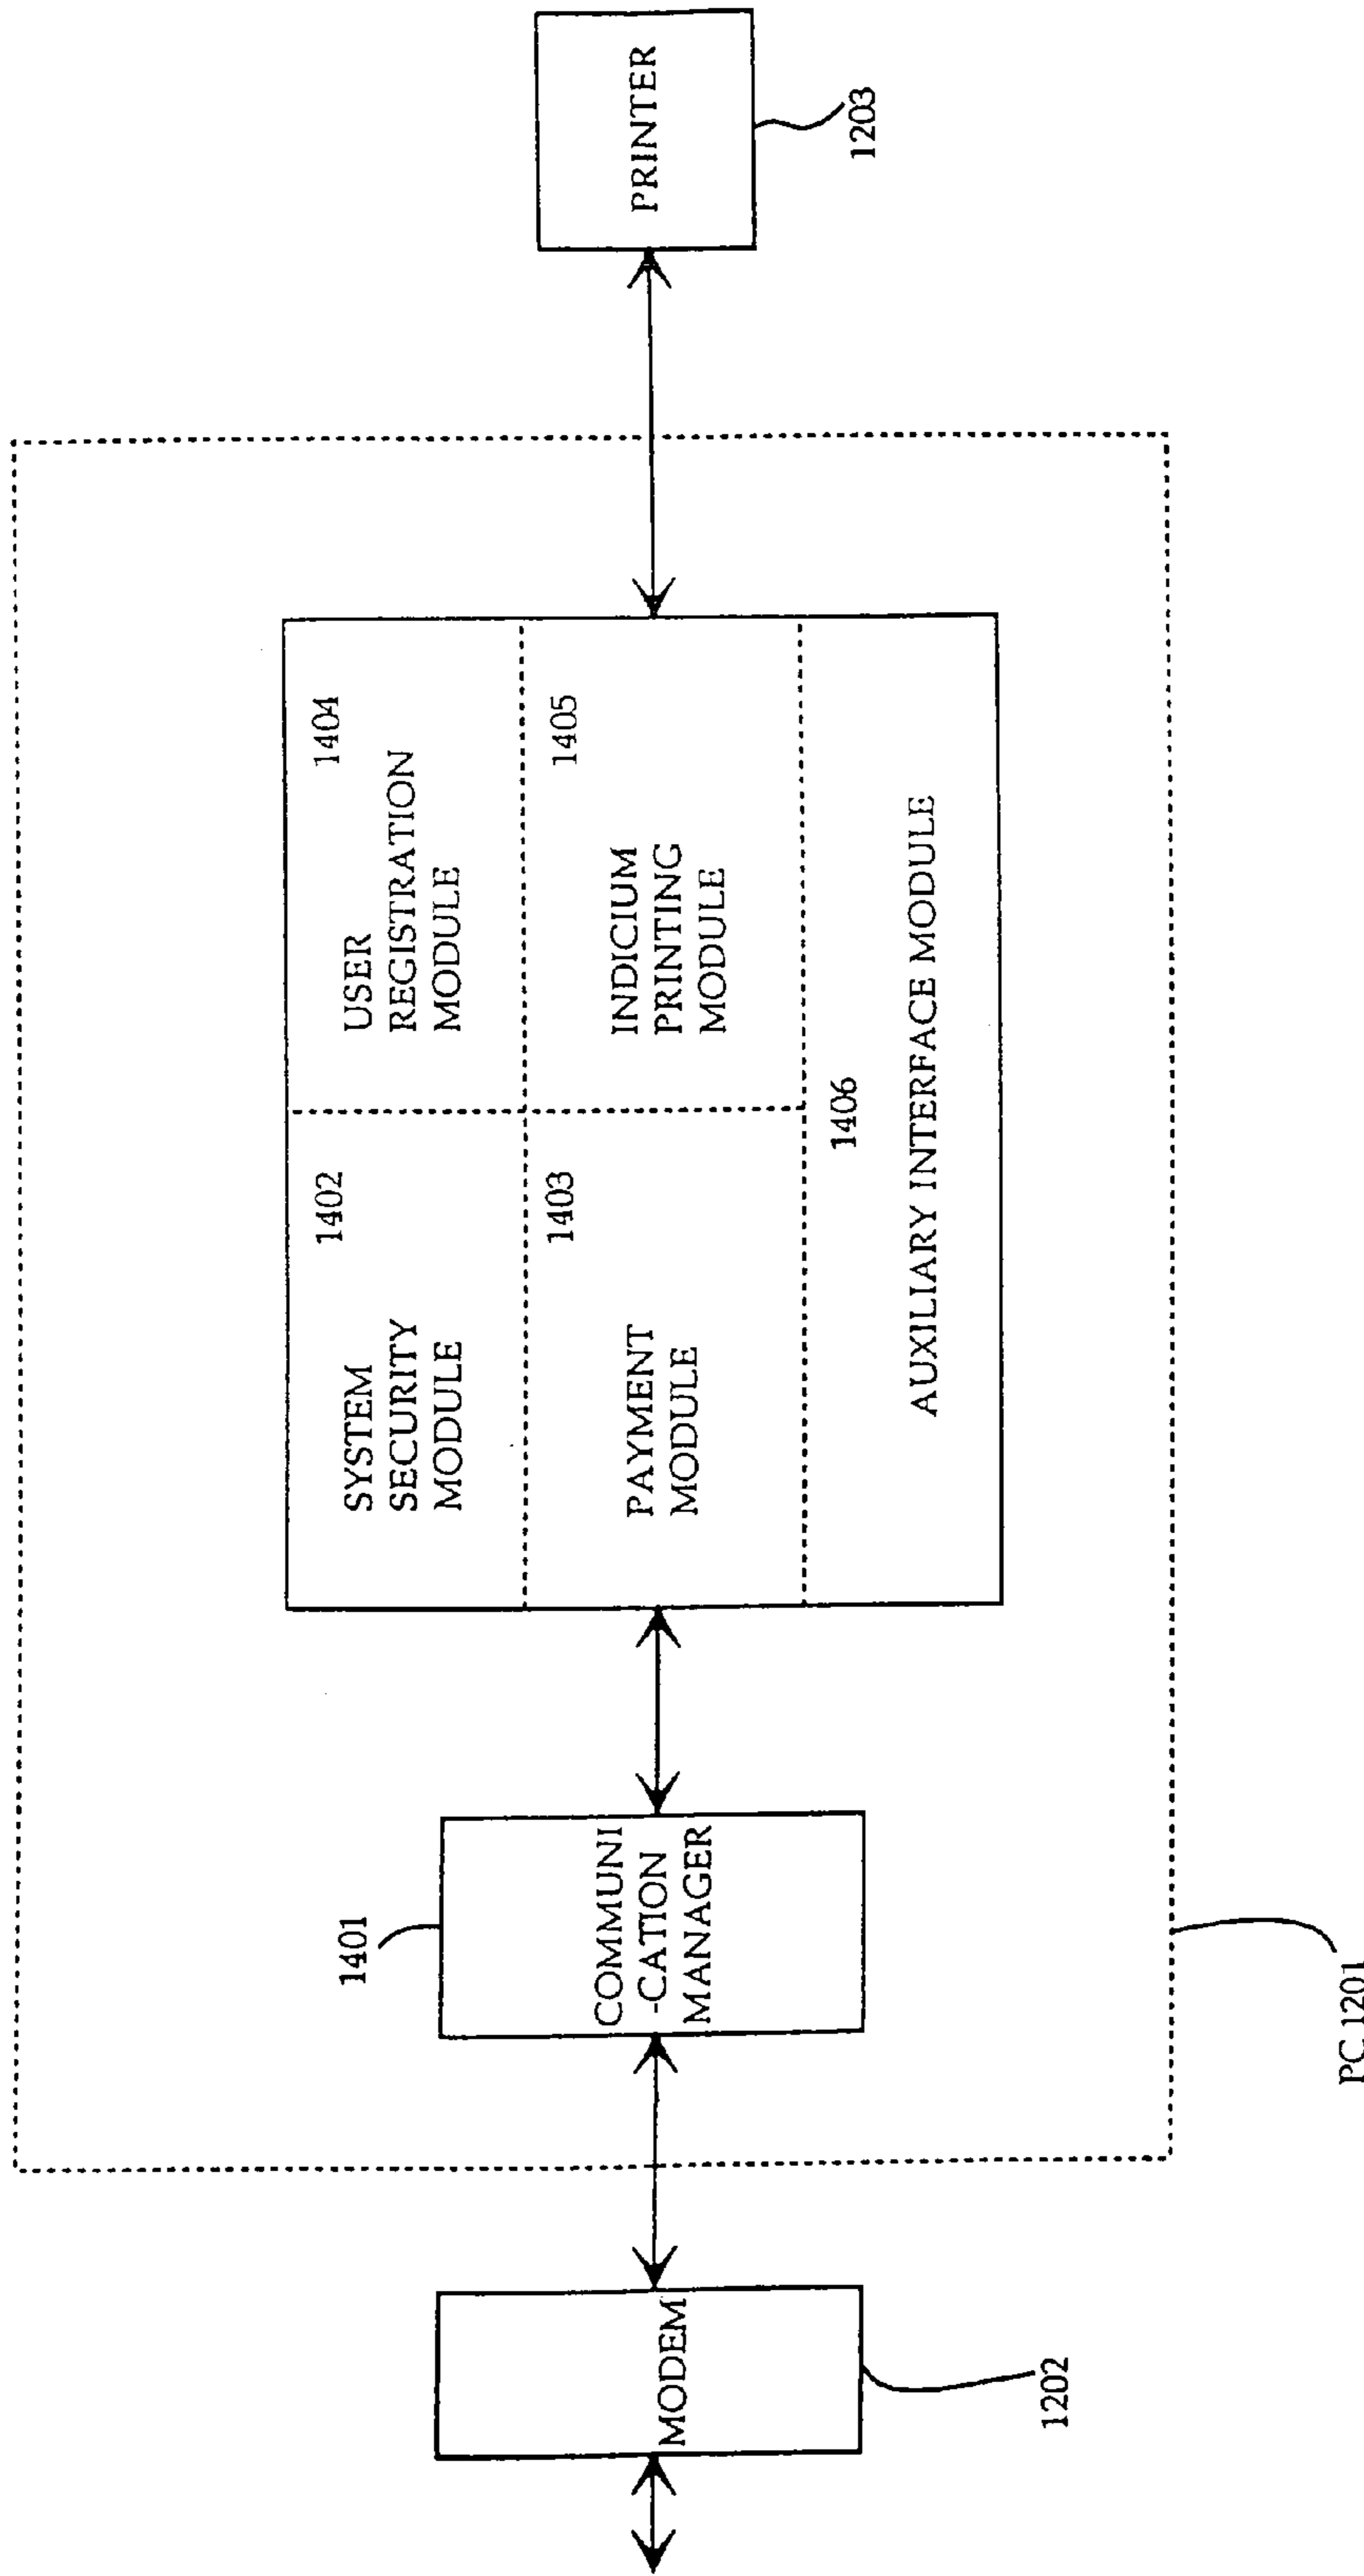 MODEM
1202
1401
COMMUNI
-CATION
MANAGER
1402
SYSTEM
SECURITY
MODULE
1404
USER
REGISTRATION
MODULE
1403
PAYMENT
MODULE
1405
INDICIUM
PRINTING
MODULE
1406
AUXILIARY INTERFACE MODULE
PC 1201
PRINTER
1203